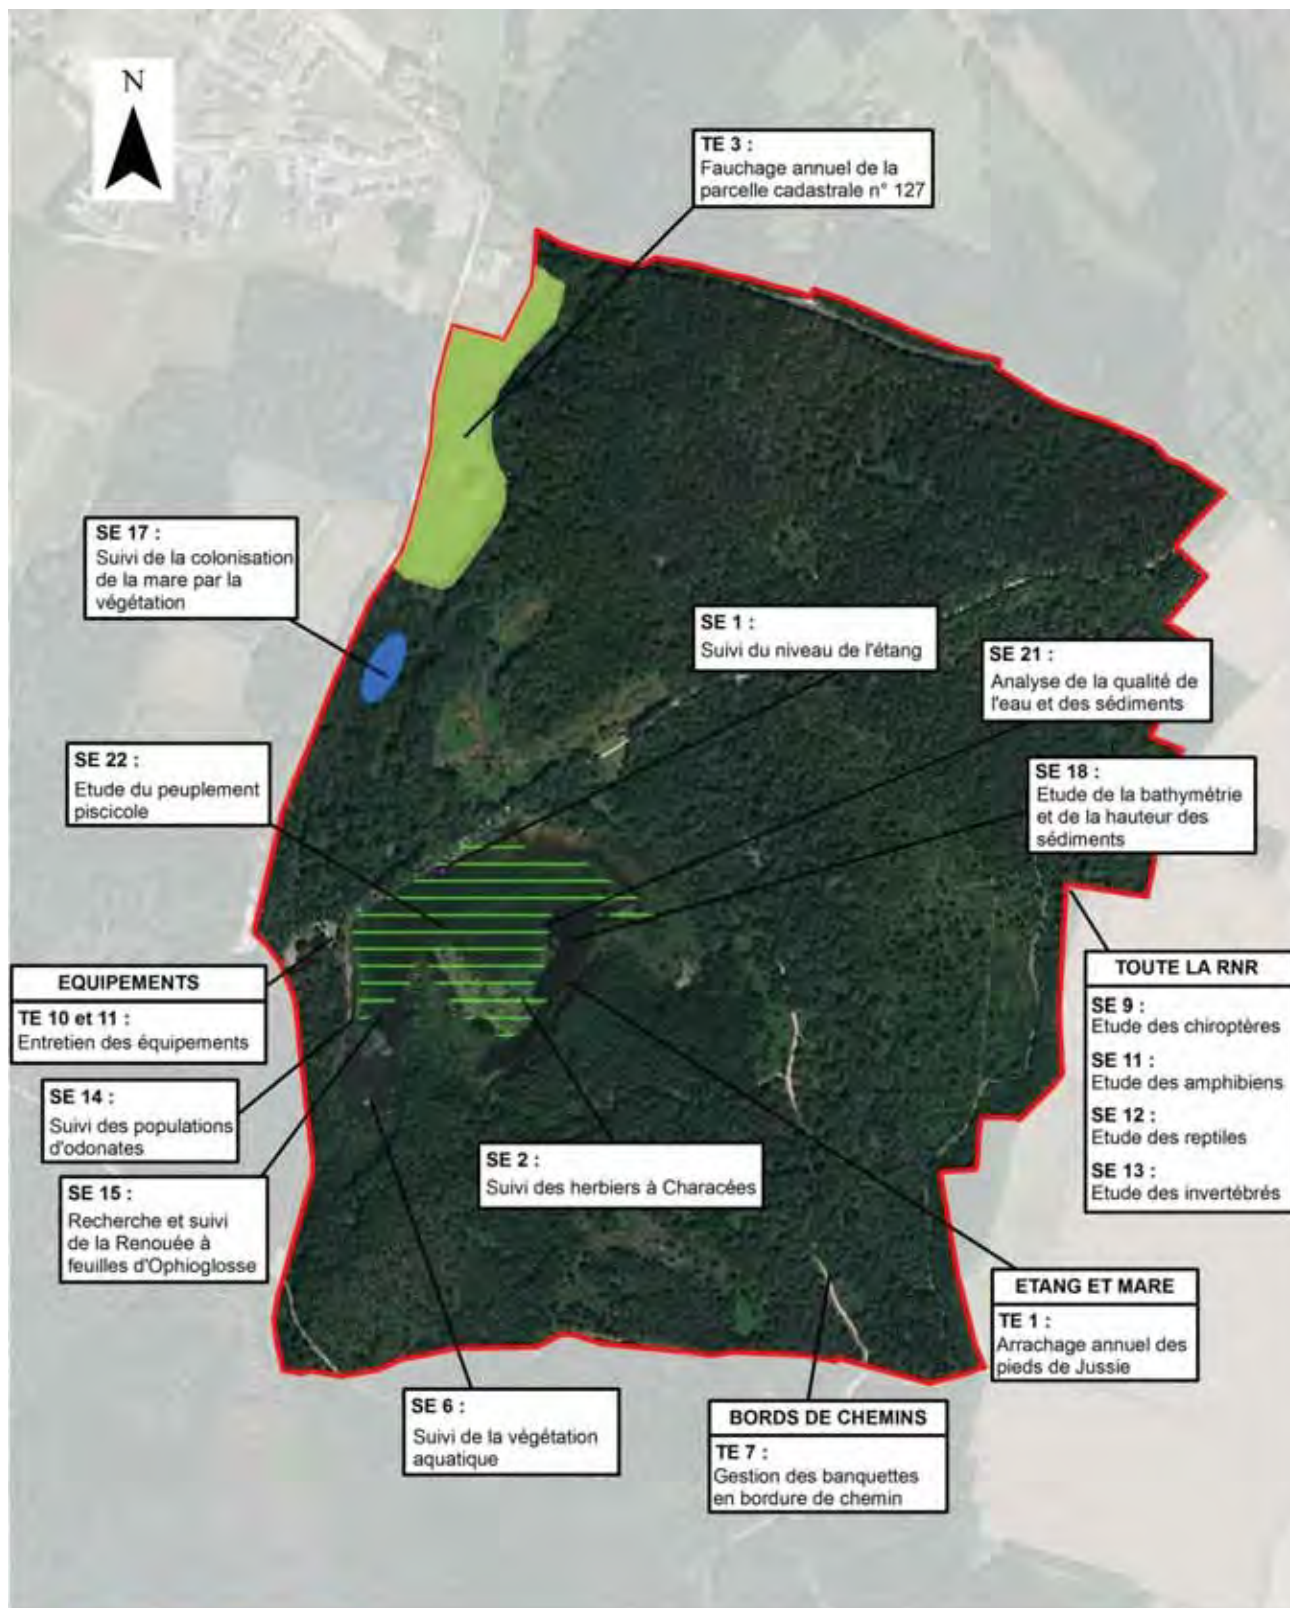 N
TE 3 :
Fauchage annuel de la
parcelle cadastrale n° 127
SE 17 :
Suivi de la colonisation
de la mare par la
végétation
SE 1 :
Suivi du niveau de l'étang
SE 21 :
Analyse de la qualité de
l'eau et des sédiments
SE 22 :
Etude du peuplement
piscicole
SE 18 :
Etude de la bathymétrie
et de la hauteur des
sédiments
EQUIPEMENTS
TE 10 et 11 :
Entretien des équipements
TOUTE LA RNR
SE 9 :
Etude des chiroptères
SE 11 :
Etude des amphibiens
SE 12 :
Etude des reptiles
SE 13 :
Etude des invertébrés
SE 14 :
Suivi des populations
d'odonates
SE 2 :
Suivi des herbiers à Characées
SE 15 :
Recherche et suivi
de la Renouée à
feuilles d'Ophioglosse
ETANG ET MARE
TE 1 :
Arrachage annuel des
pieds de Jussie
SE 6 :
Suivi de la végétation
aquatique
BORDS DE CHEMINS
TE 7 :
Gestion des banquettes
en bordure de chemin